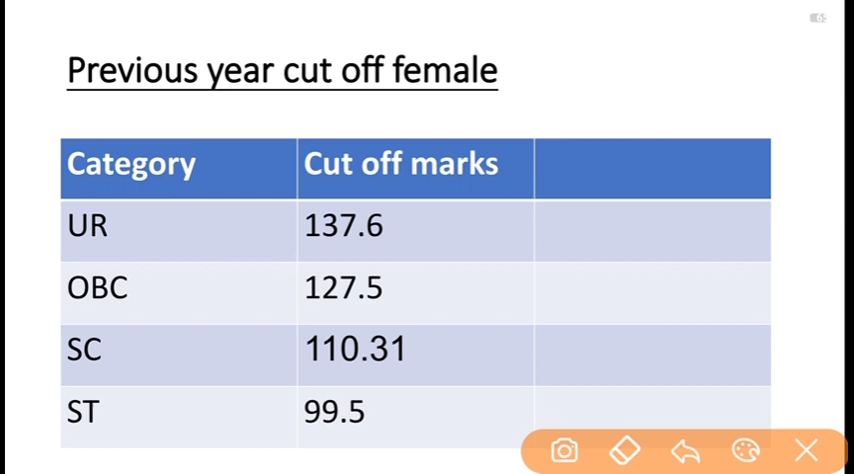 Previous year cut off female
Category Cut off marks
UR 137.6
OBC 127.5
SC 110.31
ST 99.5